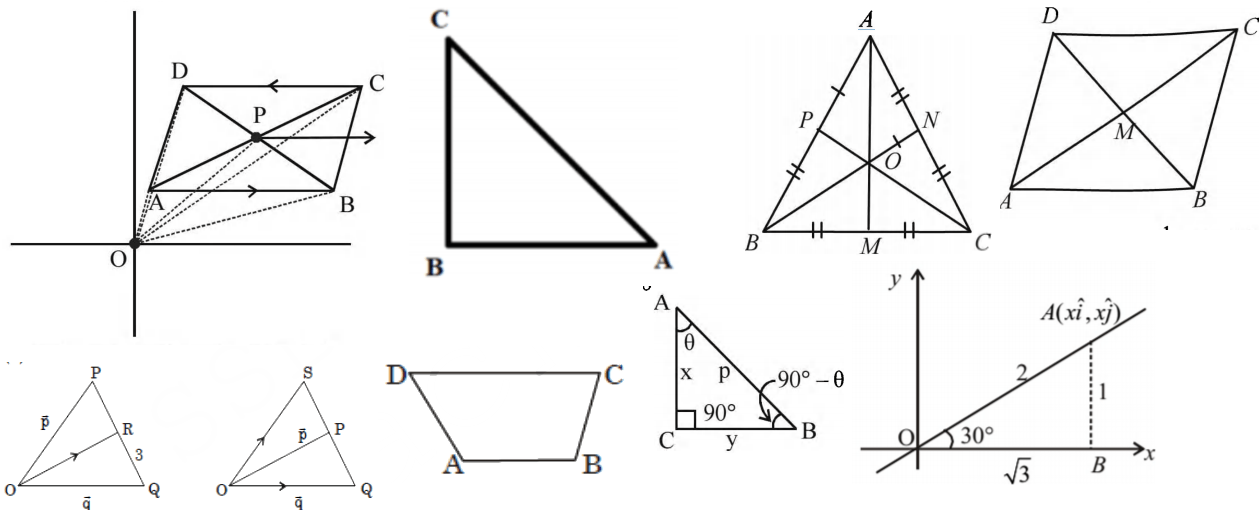 D
C
P
A
B
O
C
B
A
A
P
N
O
B
M
C
D
C
M
A
B
P
p̄
R
3
O
q̄
Q
S
p̄
P
O
q̄
Q
D
C
A
B
A
θ
x
p
90° – θ
90°
C
y
B
y
A(xî, xĵ)
2
1
O
30°
√3
B
x